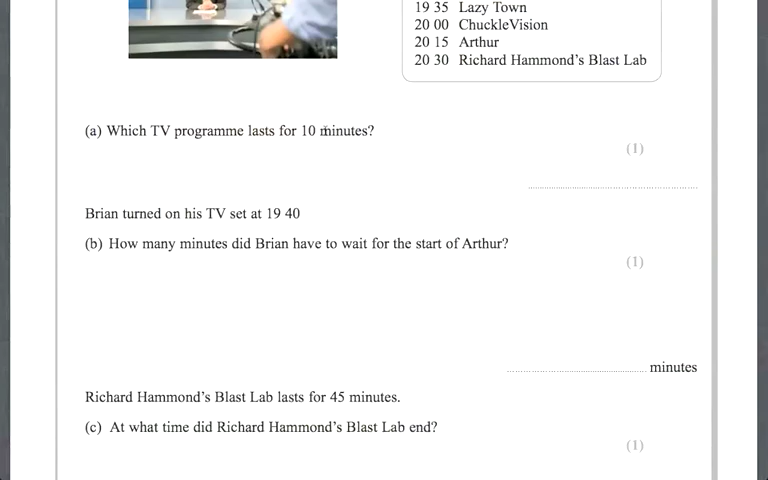 19 35 Lazy Town
20 00 ChuckleVision
20 15 Arthur
20 30 Richard Hammond's Blast Lab
(a) Which TV programme lasts for 10 minutes?
(1)
Brian turned on his TV set at 19 40
(b) How many minutes did Brian have to wait for the start of Arthur?
(1)
minutes
Richard Hammond's Blast Lab lasts for 45 minutes.
(c) At what time did Richard Hammond's Blast Lab end?
(1)